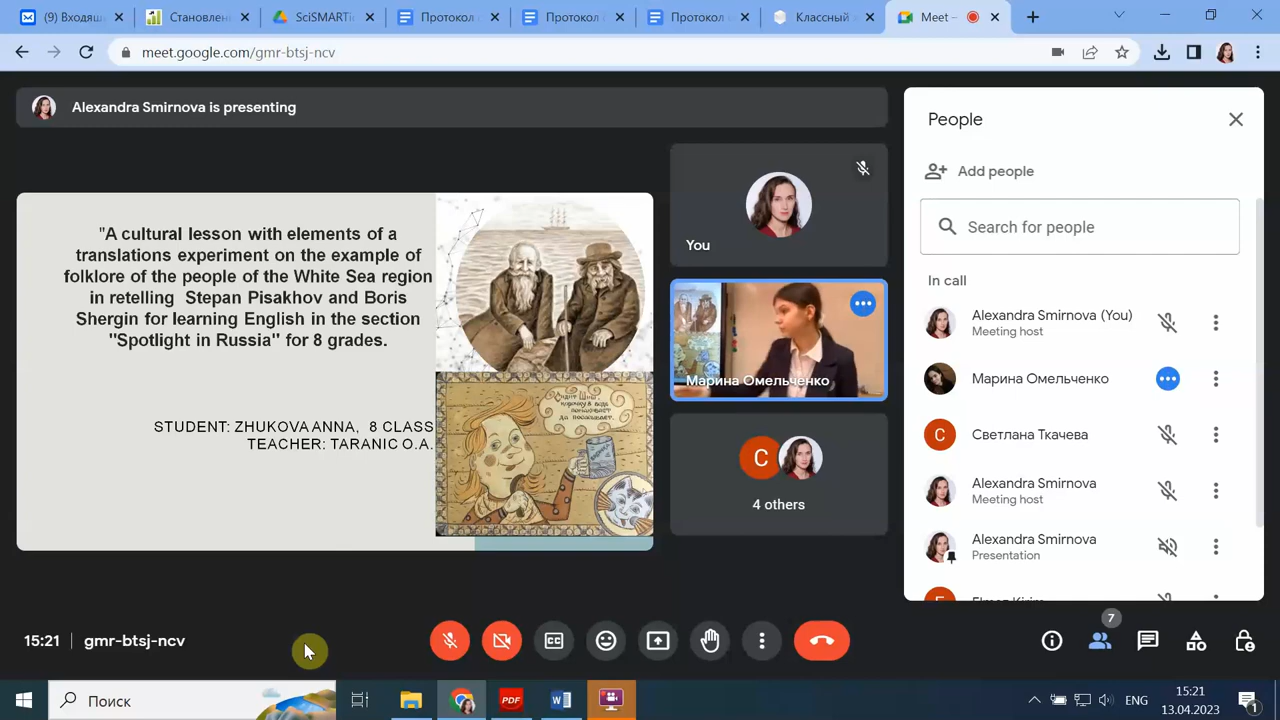 (9) Входящ
Становлен
SciSMARTi
Протокол с
Протокол
Протокол м
Классный
Meet –
meet.google.com/gmr-btsj-ncv
Alexandra Smirnova is presenting
"A cultural lesson with elements of a
translations experiment on the example of
folklore of the people of the White Sea region
in retelling Stepan Pisakhov and Boris
Shergin for learning English in the section
"Spotlight in Russia" for 8 grades.
STUDENT: ZHUKOVA ANNA, 8 CLASS
TEACHER: TARANIC O.A.
You
Марина Омельченко
C
4 others
People
Add people
Search for people
In call
Alexandra Smirnova (You)
Meeting host
Марина Омельченко
C
Светлана Ткачева
Alexandra Smirnova
Meeting host
Alexandra Smirnova
Presentation
15:21
gmr-btsj-ncv
7
Поиск
PDF
ENG
15:21
13.04.2023
1